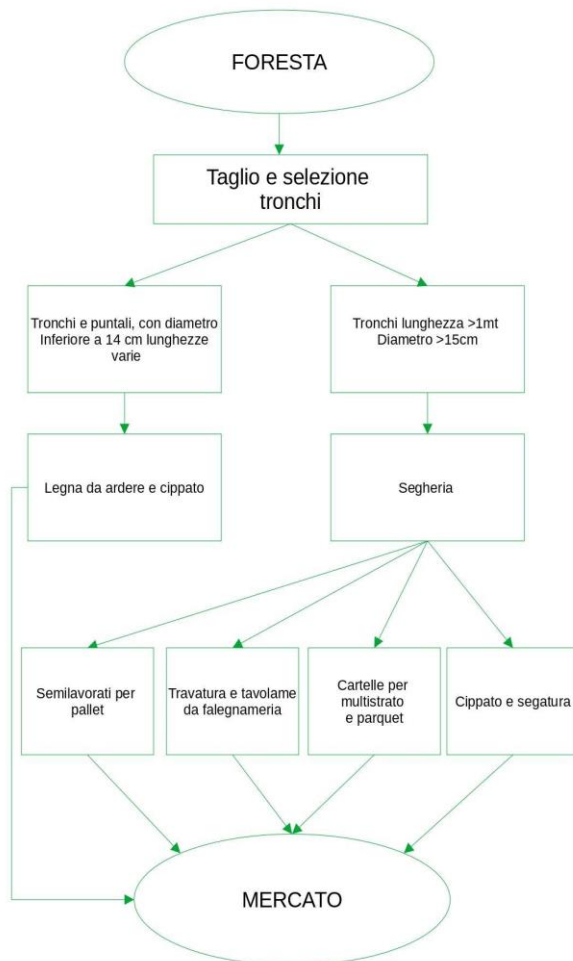 FORESTA
Taglio e selezione
tronchi
Tronchi e puntali, con diametro
Inferiore a 14 cm lunghezze
varie
Tronchi lunghezza >1mt
Diametro >15cm
Legna da ardere e cippato
Segheria
Semilavorati per
pallet
Travatura e tavolame
da falegnameria
Cartelle per
multistrato
e parquet
Cippato e segatura
MERCATO